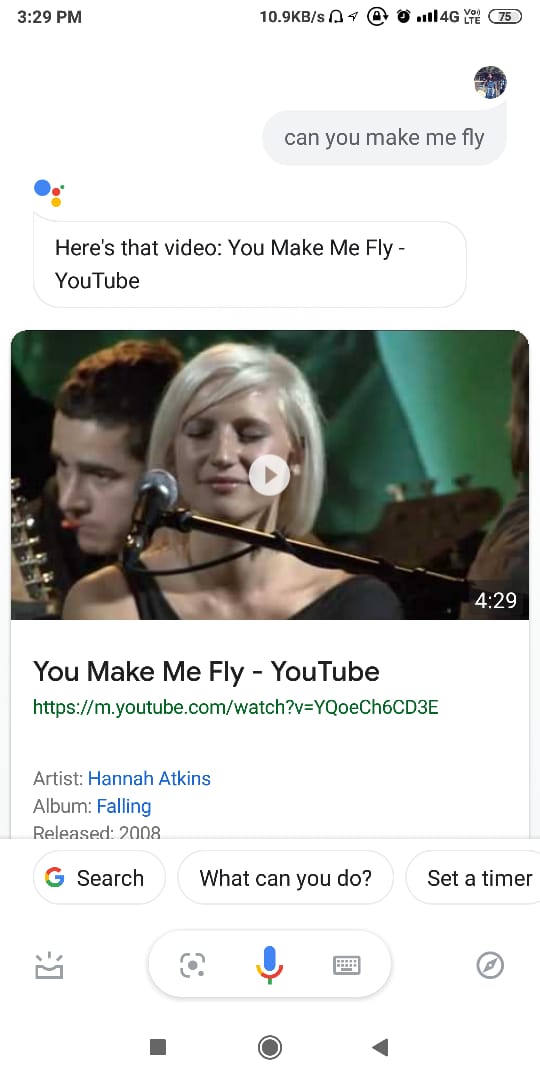 3:29 PM
10.9KB/s
4G
Vo))
LTE
75
can you make me fly
Here's that video: You Make Me Fly -
YouTube
4:29
You Make Me Fly - YouTube
https://m.youtube.com/watch?v=YQoeCh6CD3E
Artist: Hannah Atkins
Album: Falling
Released: 2008
Search
What can you do?
Set a timer